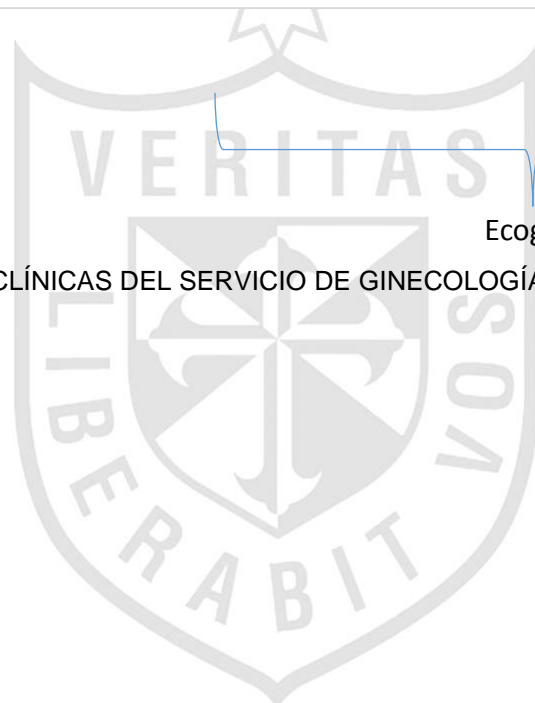 VERITAS
Ecog
CLÍNICAS DEL SERVICIO DE GINECOLOGÍA
LIBERABIT VOS